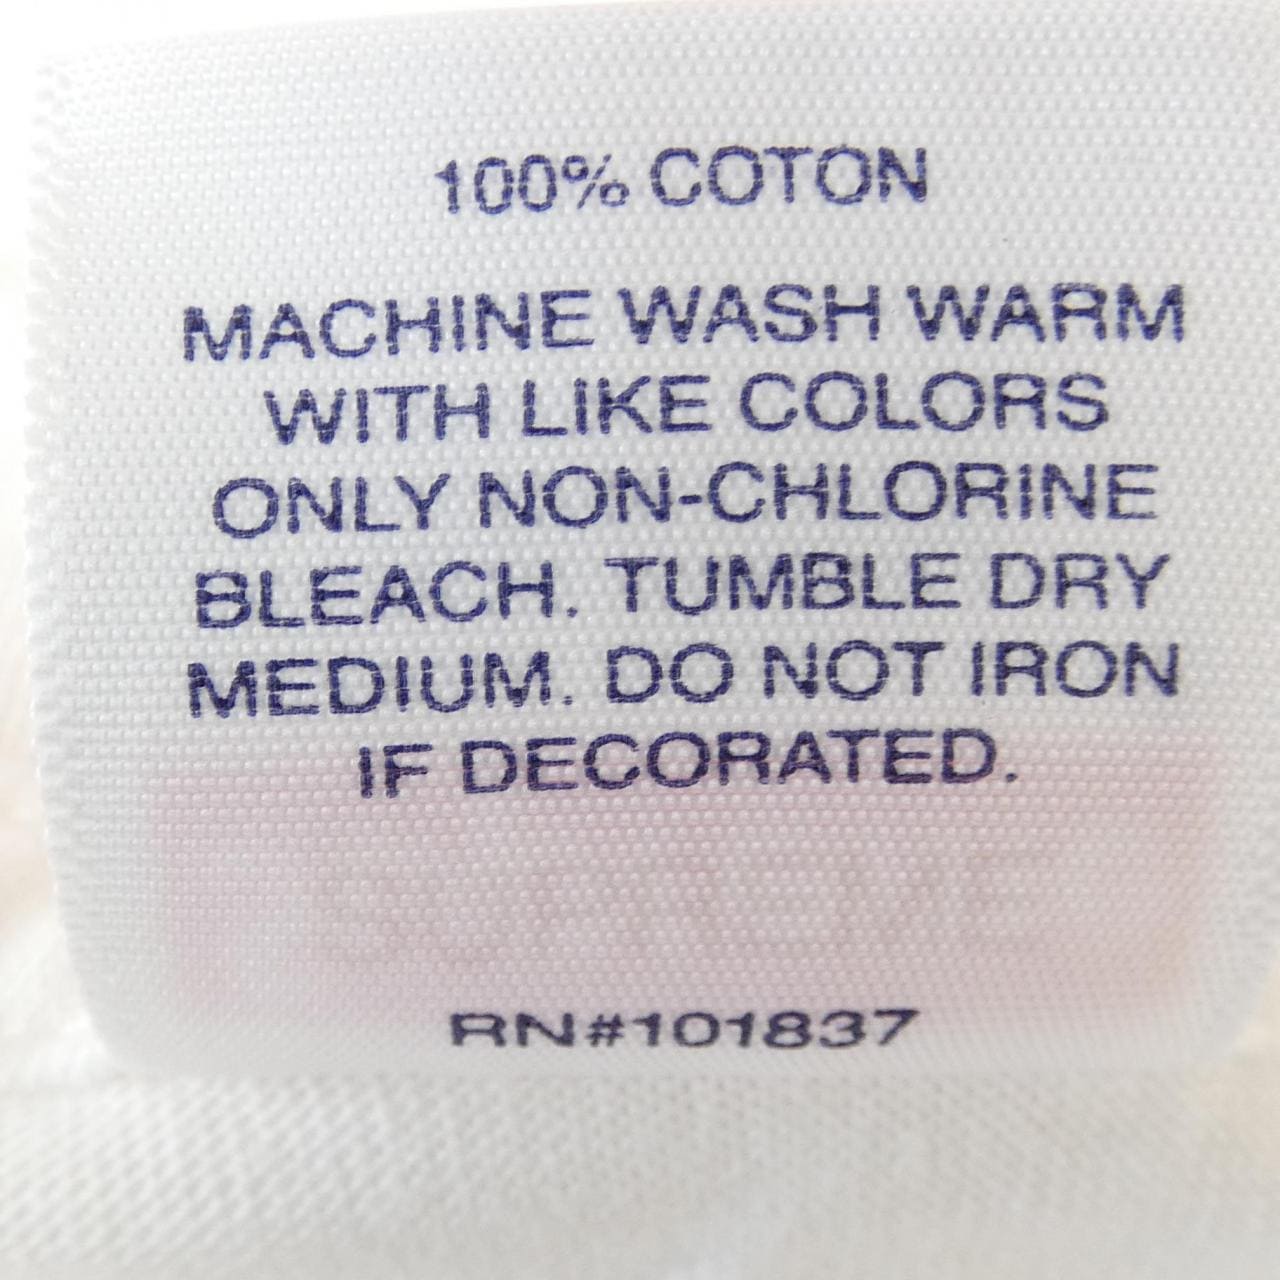 100% COTON
MACHINE WASH WARM
WITH LIKE COLORS
ONLY NON-CHLORINE
BLEACH. TUMBLE DRY
MEDIUM. DO NOT IRON
IF DECORATED.
RN#101837